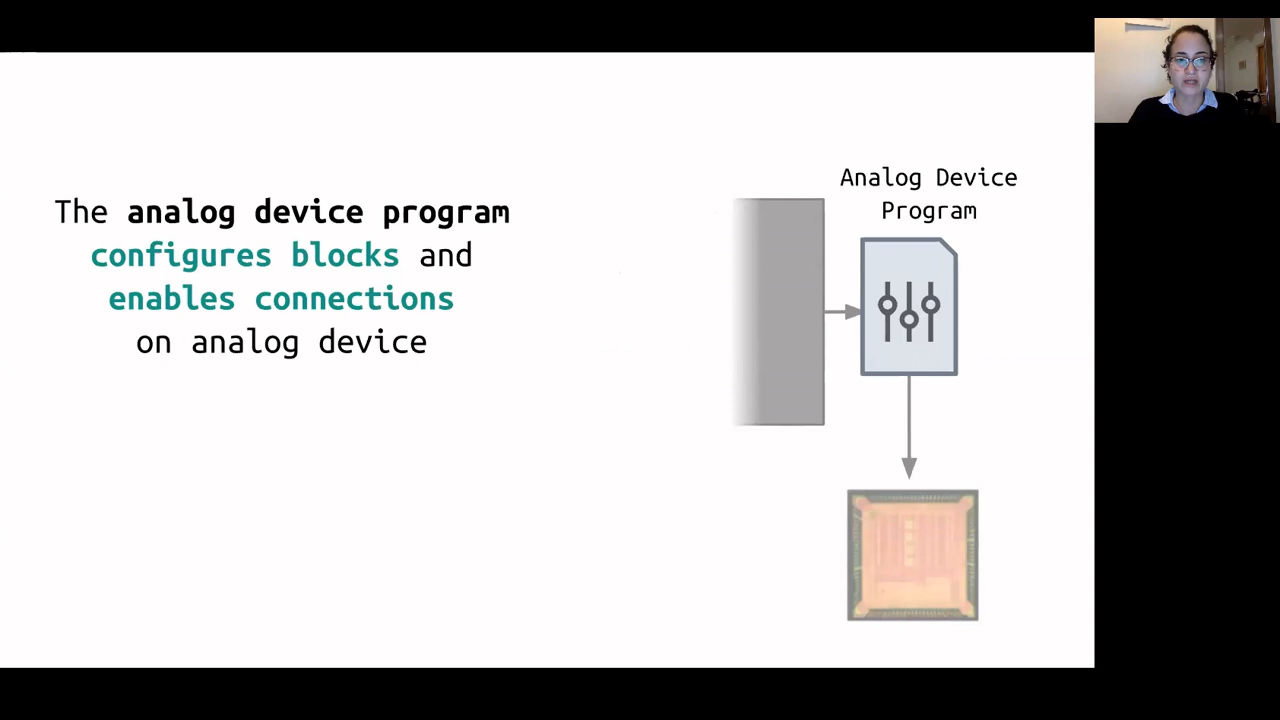 The analog device program
configures blocks and
enables connections
on analog device
Analog Device
Program